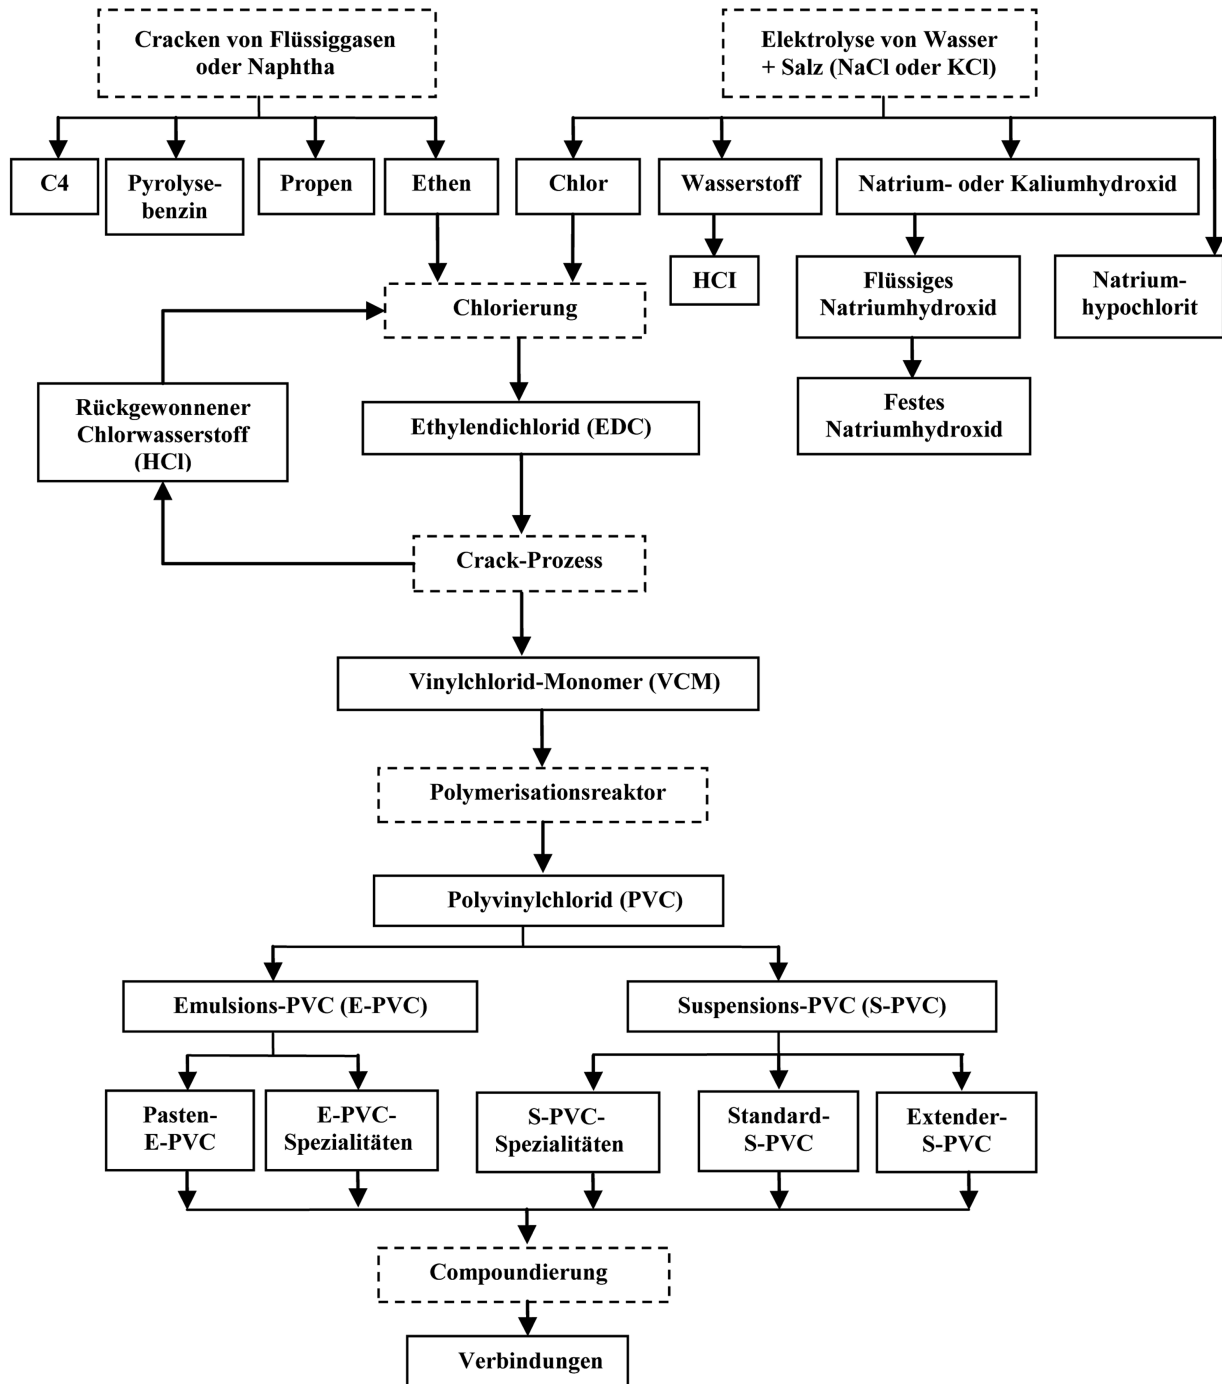 Cracken von Flüssiggasen
oder Naphtha
Elektrolyse von Wasser
+ Salz (NaCl oder KCl)
C4
Pyrolyse-
benzin
Propen
Ethen
Chlor
Wasserstoff
Natrium- oder Kaliumhydroxid
HCI
Flüssiges
Natriumhydroxid
Natrium-
hypochlorit
Chlorierung
Festes
Natriumhydroxid
Rückgewonnener
Chlorwasserstoff
(HCl)
Ethylendichlorid (EDC)
Crack-Prozess
Vinylchlorid-Monomer (VCM)
Polymerisationsreaktor
Polyvinylchlorid (PVC)
Emulsions-PVC (E-PVC)
Suspensions-PVC (S-PVC)
Pasten-
E-PVC
E-PVC-
Spezialitäten
S-PVC-
Spezialitäten
Standard-
S-PVC
Extender-
S-PVC
Compoundierung
Verbindungen